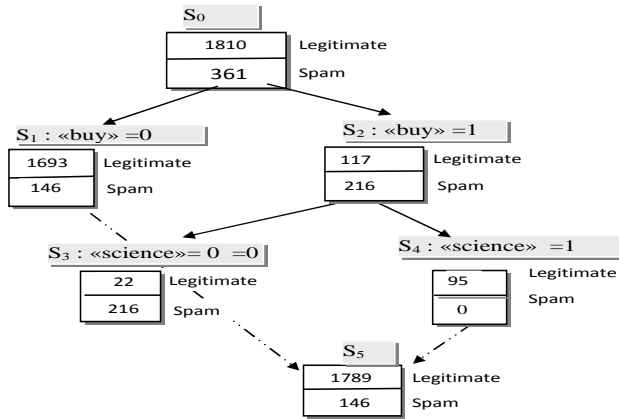 S0
1810 Legitimate
361 Spam
S1 : «buy» =0
1693 Legitimate
146 Spam
S2 : «buy» =1
117 Legitimate
216 Spam
S3 : «science»= 0 =0
22 Legitimate
216 Spam
S4 : «science» =1
95 Legitimate
0 Spam
S5
1789 Legitimate
146 Spam